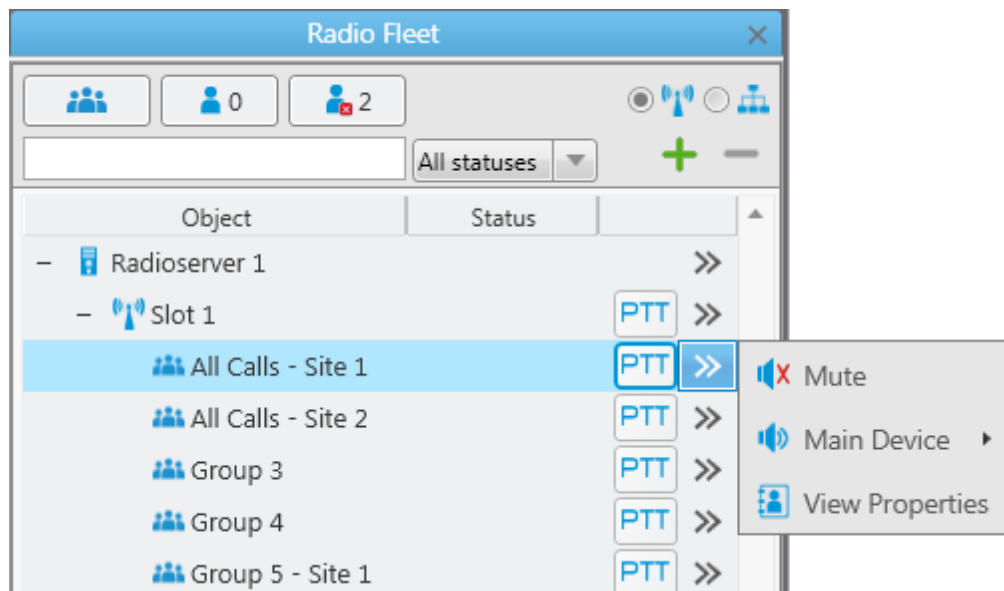 Radio Fleet
0
2
All statuses
Object Status
Radioserver 1
Slot 1 PTT
All Calls - Site 1 PTT
Mute
All Calls - Site 2 PTT
Main Device
Group 3 PTT
View Properties
Group 4 PTT
Group 5 - Site 1 PTT